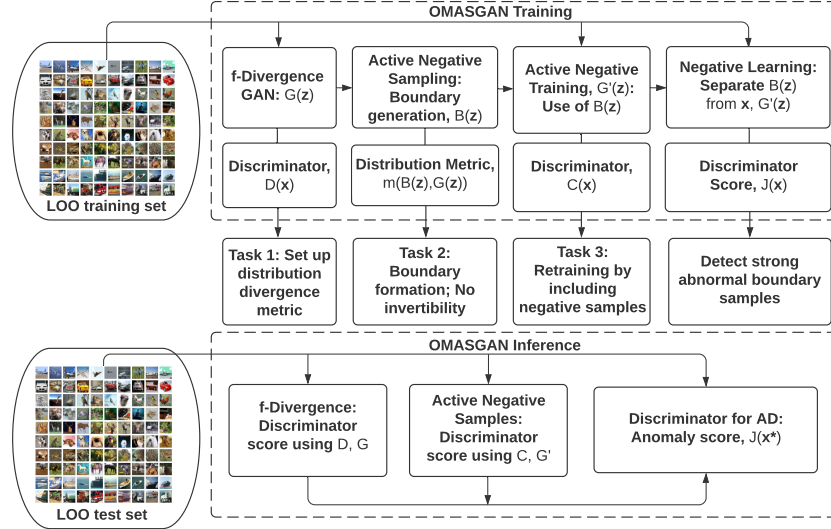 OMASGAN Training
f-Divergence
GAN: G(z)
Active Negative
Sampling:
Boundary
generation, B(z)
Active Negative
Training, G'(z):
Use of B(z)
Negative Learning:
Separate B(z)
from x, G'(z)
Discriminator,
D(x)
Distribution Metric,
m(B(z),G(z))
Discriminator,
C(x)
Discriminator
Score, J(x)
LOO training set
Task 1: Set up
distribution
divergence
metric
Task 2:
Boundary
formation; No
invertibility
Task 3:
Retraining by
including
negative samples
Detect strong
abnormal boundary
samples
OMASGAN Inference
f-Divergence:
Discriminator
score using D, G
Active Negative
Samples:
Discriminator
score using C, G'
Discriminator for AD:
Anomaly score, J(x*)
LOO test set